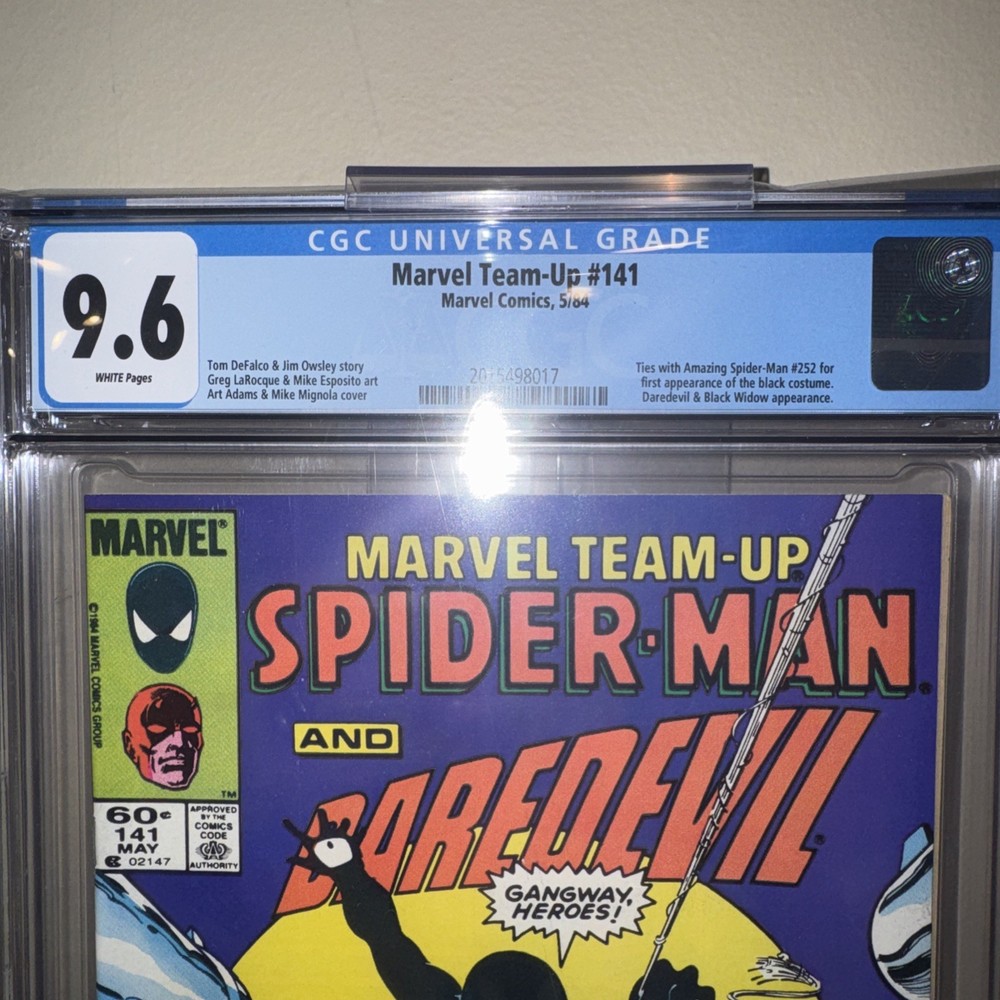 CGC UNIVERSAL GRADE
9.6
WHITE Pages
Marvel Team-Up #141
Marvel Comics, 5/84
Tom DeFalco & Jim Owsley story
Greg LaRocque & Mike Esposito art
Art Adams & Mike Mignola cover
Ties with Amazing Spider-Man #252 for
first appearance of the black costume.
Daredevil & Black Widow appearance.
MARVEL®
© 1984 MARVEL COMICS GROUP
TM
60¢
141
MAY
02147
APPROVED
BY THE
COMICS
CODE
AUTHORITY
MARVEL TEAM-UP®
SPIDER-MAN®
AND
DAREDEVIL®
GANGWAY,
HEROES!